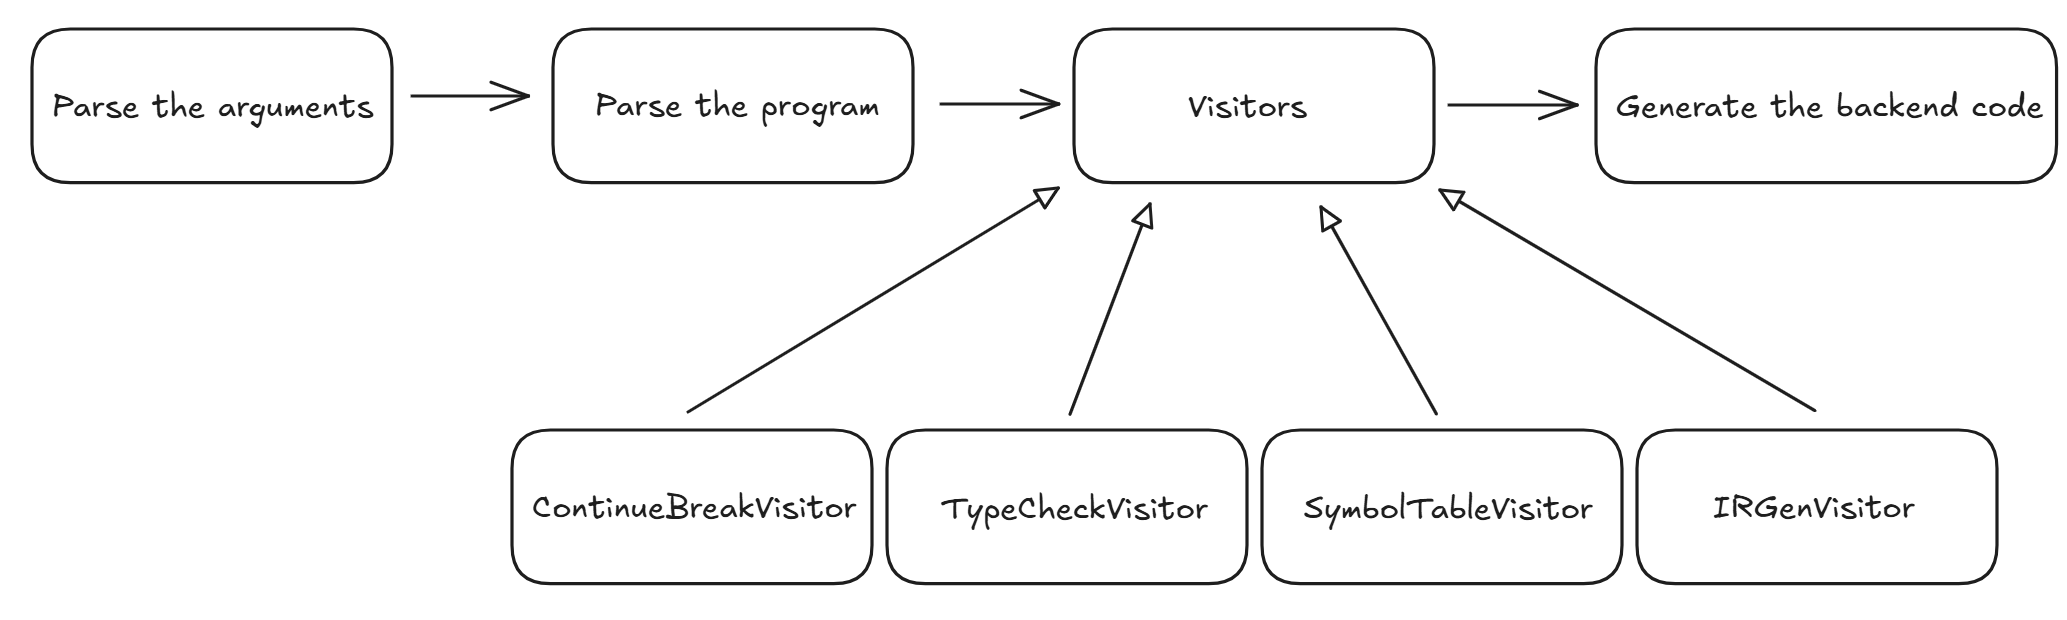 Parse the arguments
Parse the program
Visitors
Generate the backend code
ContinueBreakVisitor
TypeCheckVisitor
SymbolTableVisitor
IRGenVisitor